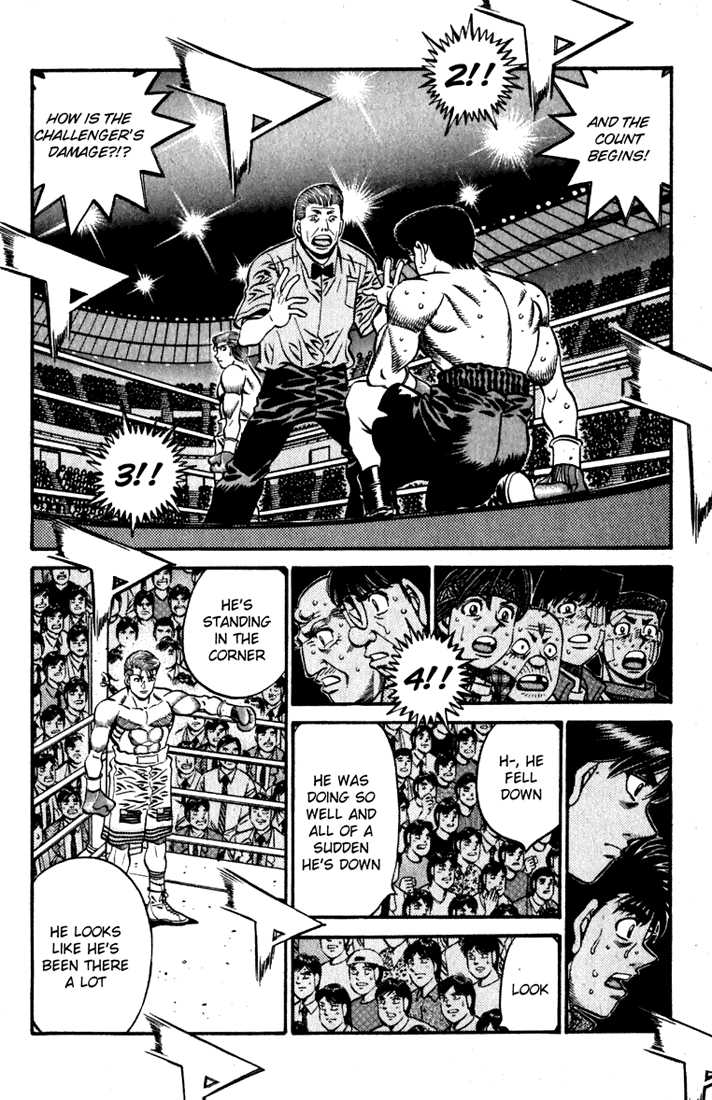 2!!
AND THE
COUNT
BEGINS!
HOW IS THE
CHALLENGER'S
DAMAGE?!?
3!!
4!!
H-, HE
FELL
DOWN
HE WAS
DOING SO
WELL AND
ALL OF A
SUDDEN
HE'S DOWN
LOOK
HE'S
STANDING
IN THE
CORNER
HE LOOKS
LIKE HE'S
BEEN THERE
A LOT